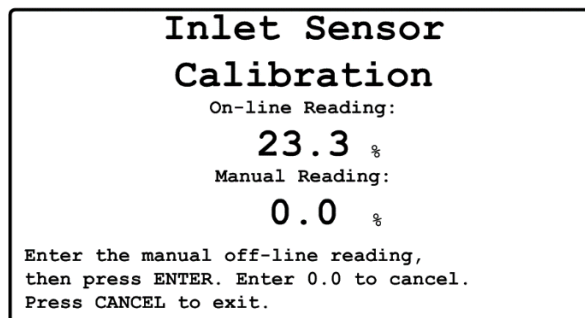 Inlet Sensor
Calibration
On-line Reading:
23.3 %
Manual Reading:
0.0 %
Enter the manual off-line reading,
then press ENTER. Enter 0.0 to cancel.
Press CANCEL to exit.